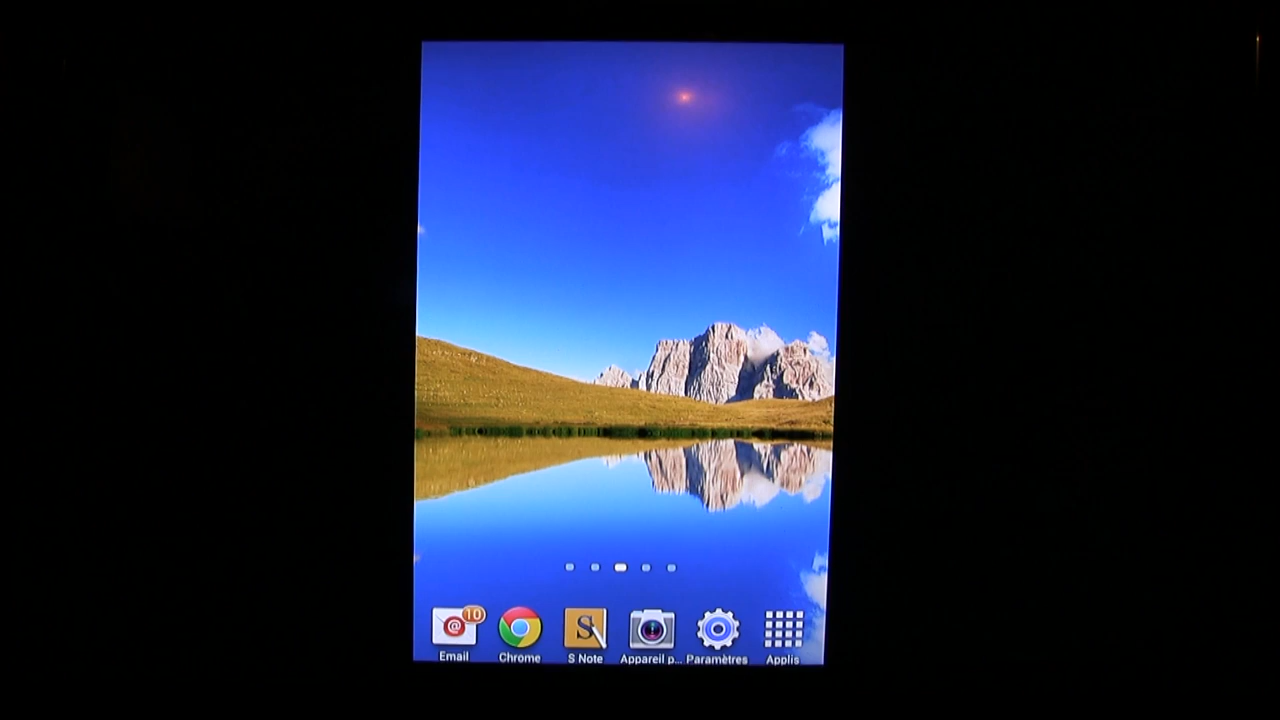 10
@
S
Email
Chrome
S Note
Appareil p...
Paramètres
Applis